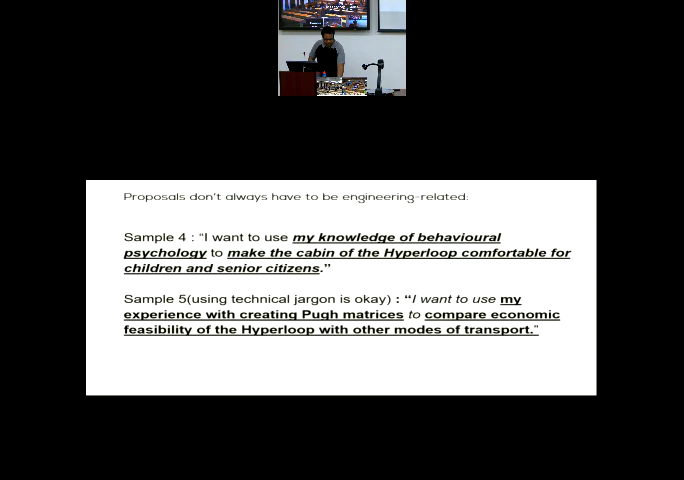 Proposals don't always have to be engineering-related:
Sample 4 : “I want to use my knowledge of behavioural
psychology to make the cabin of the Hyperloop comfortable for
children and senior citizens.”
Sample 5(using technical jargon is okay) : “I want to use my
experience with creating Pugh matrices to compare economic
feasibility of the Hyperloop with other modes of transport.”